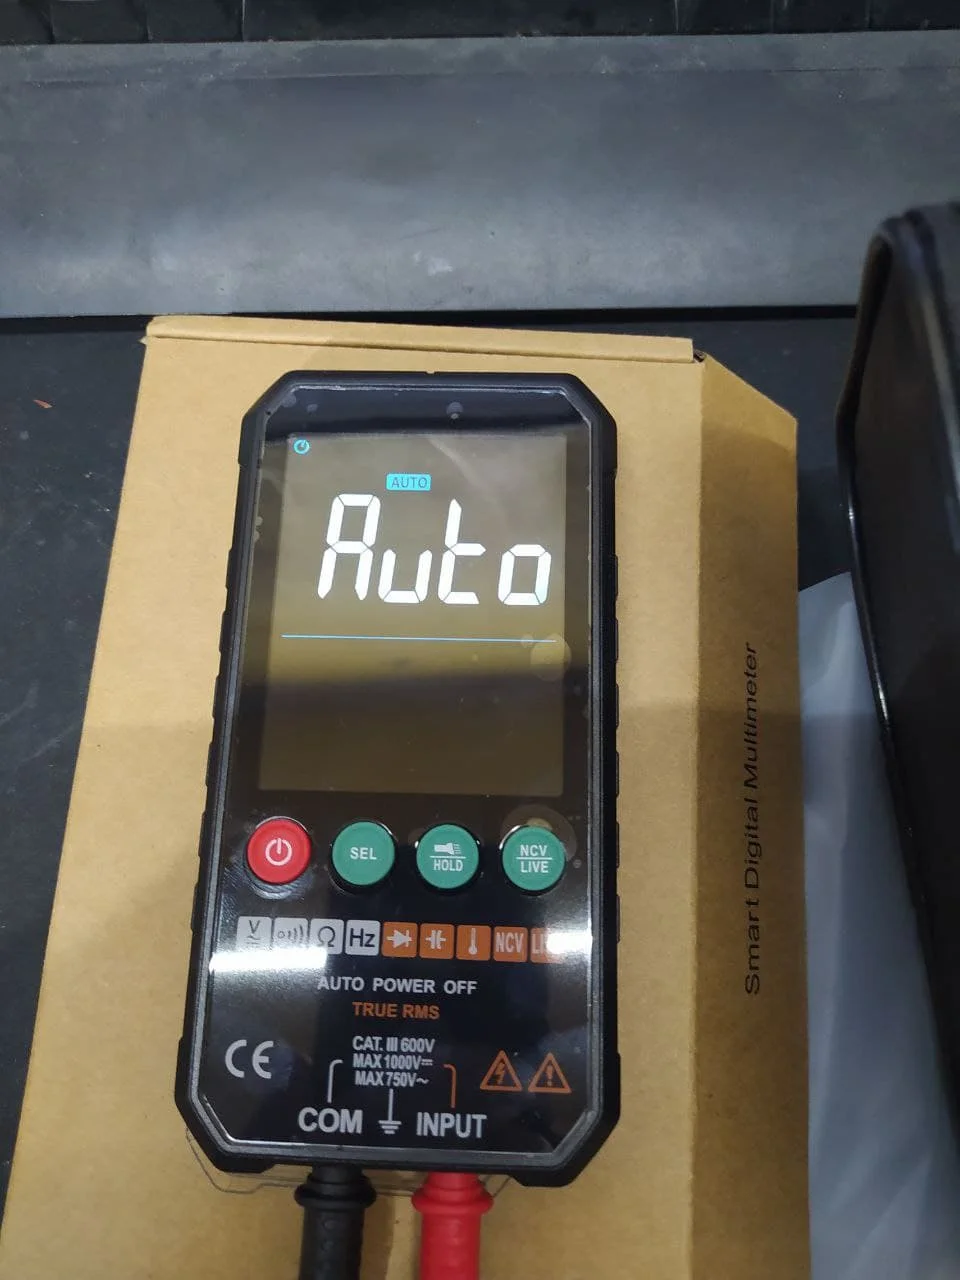 AUTO
Auto
SEL
HOLD
NCV
LIVE
V
Ω
Hz
NCV
AUTO POWER OFF
TRUE RMS
CE
CAT. III 600V
MAX 1000V
MAX 750V~
COM
INPUT
Smart Digital Multimeter